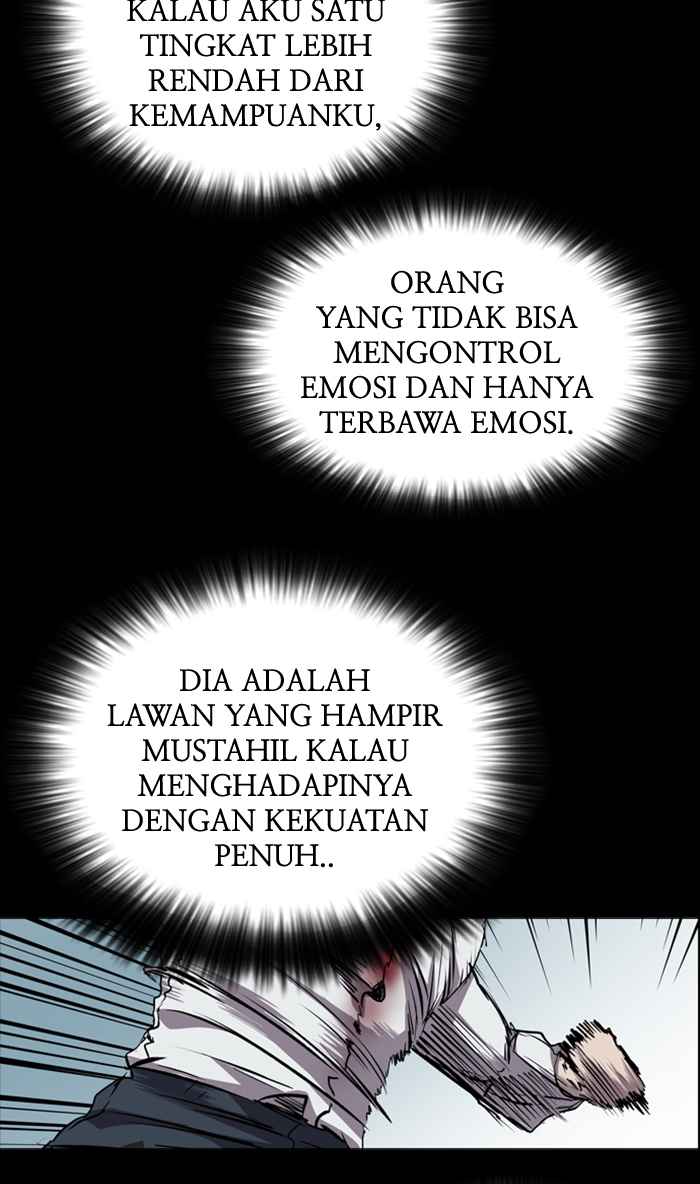 KALAU AKU SATU
TINGKAT LEBIH
RENDAH DARI
KEMAMPUANKU,
ORANG
YANG TIDAK BISA
MENGONTROL
EMOSI DAN HANYA
TERBAWA EMOSI.
DIA ADALAH
LAWAN YANG HAMPIR
MUSTAHIL KALAU
MENGHADAPINYA
DENGAN KEKUATAN
PENUH..